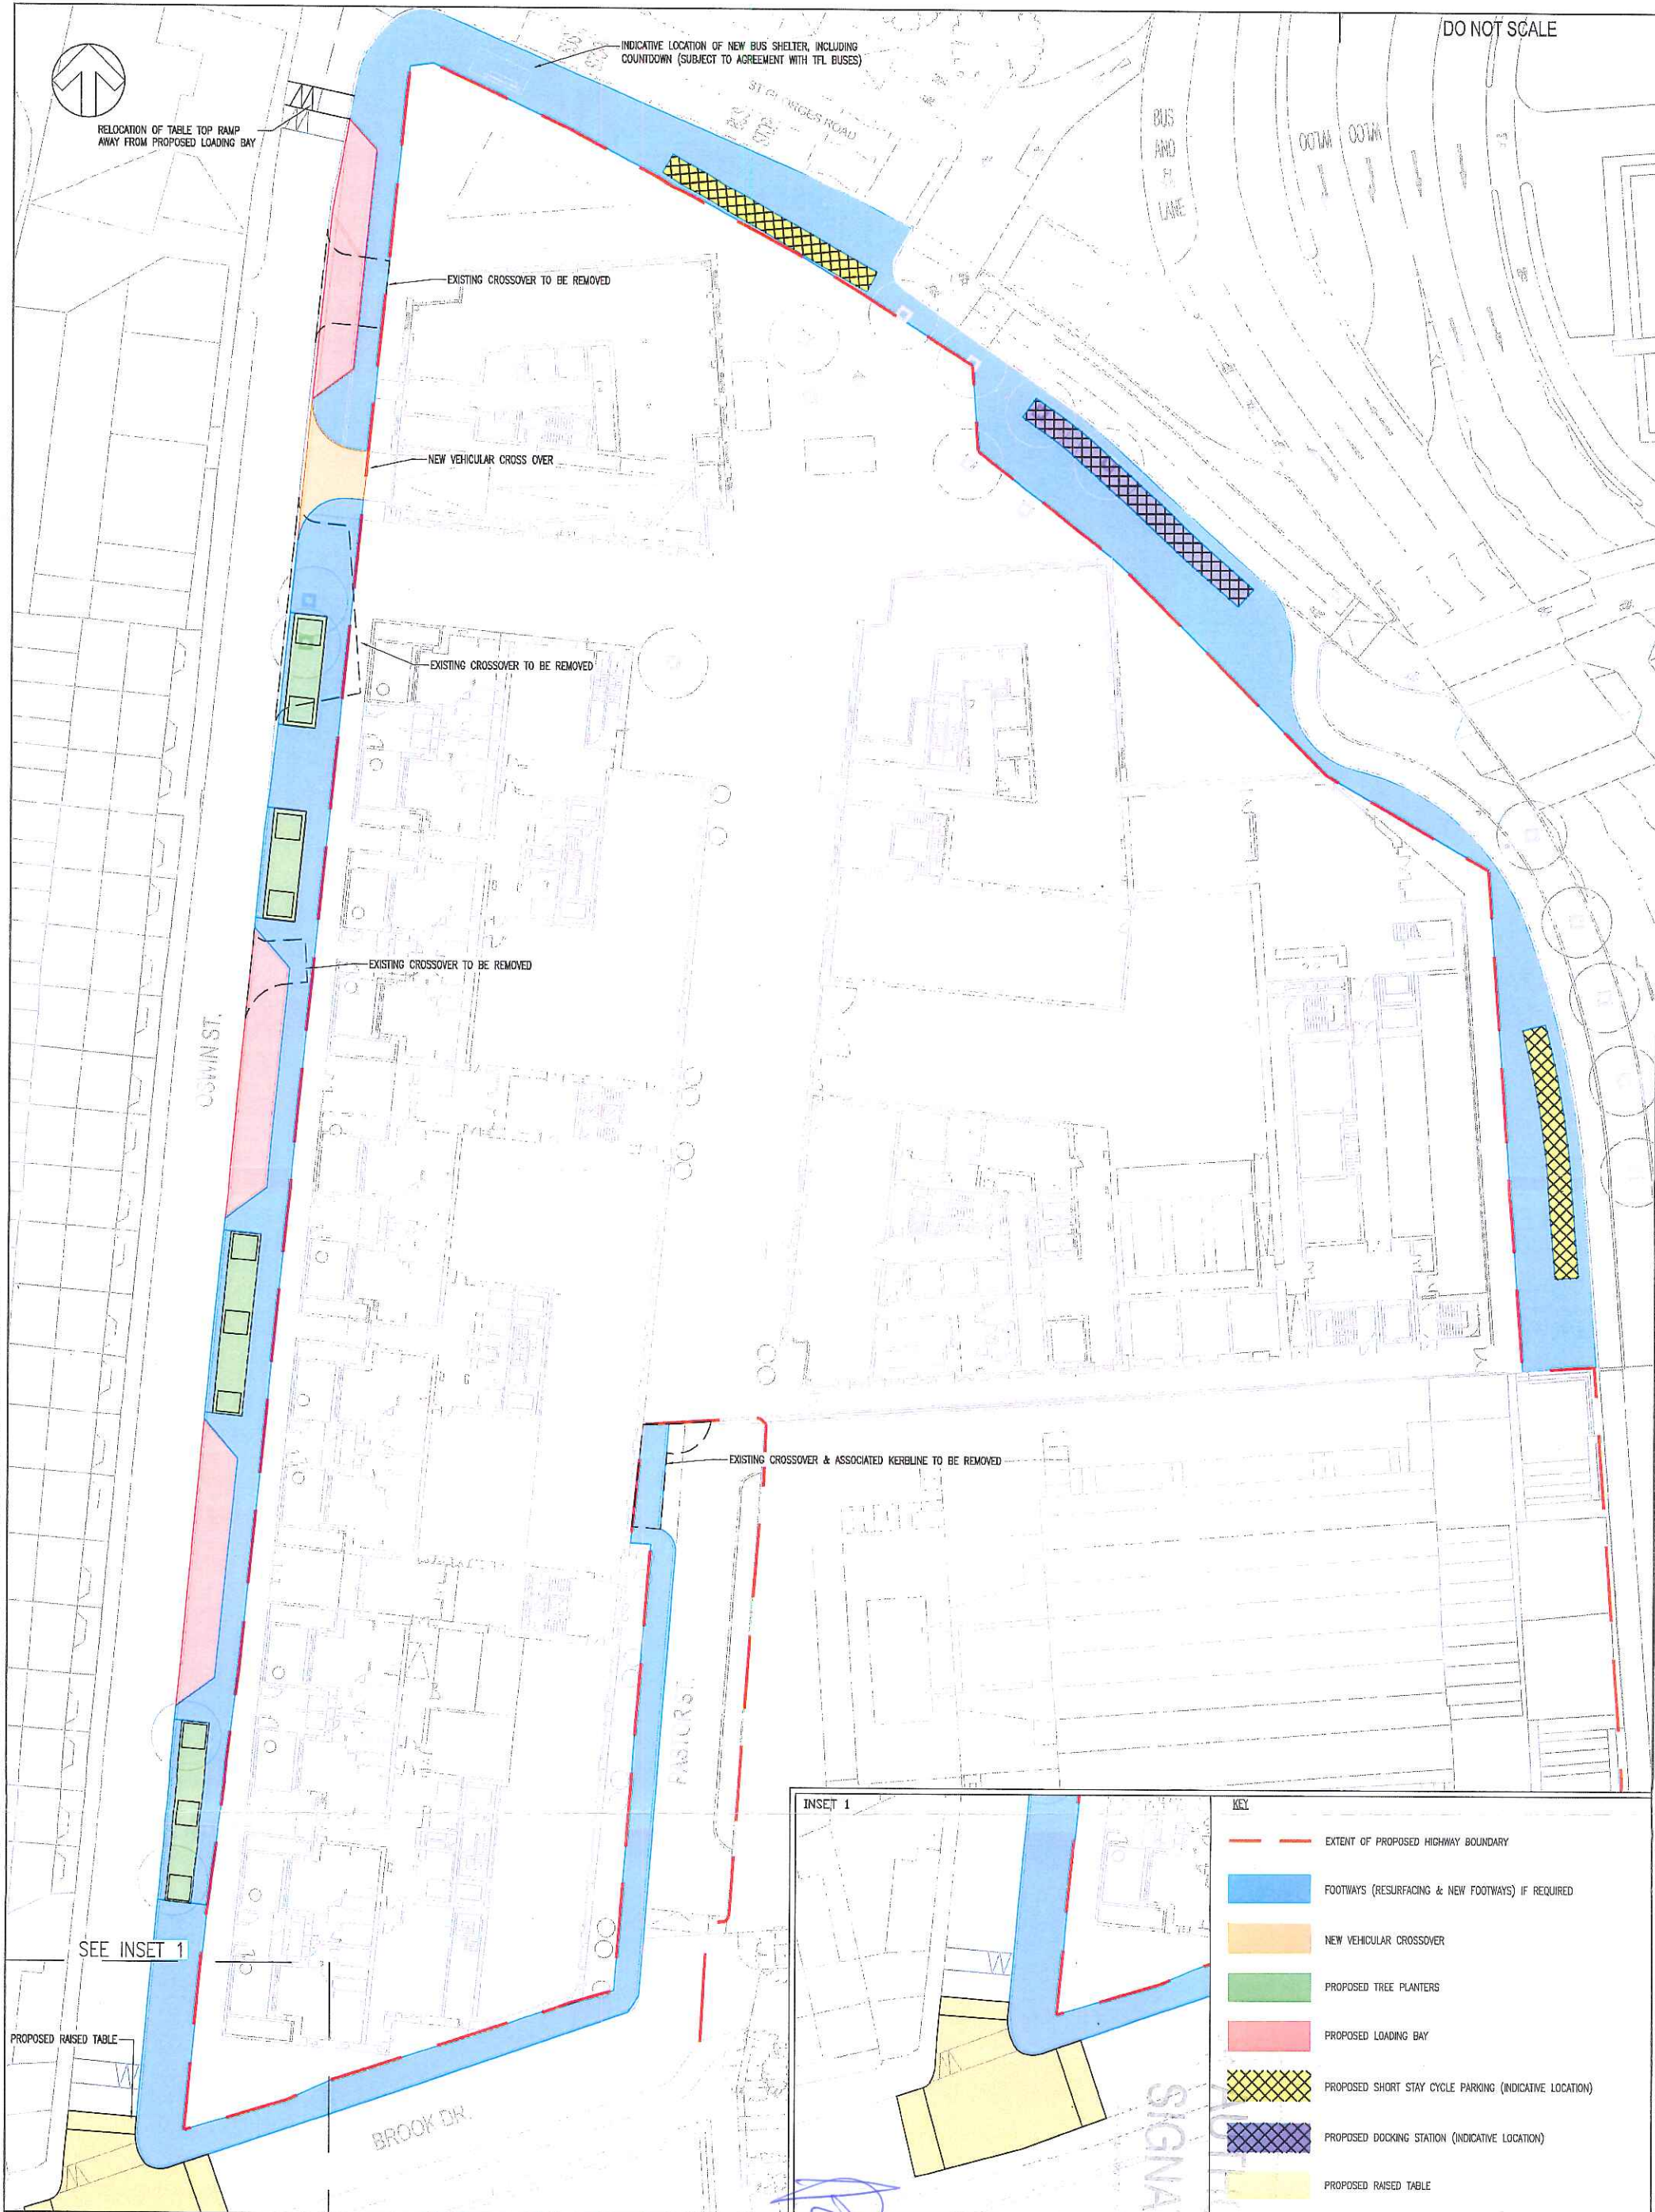 DO NOT SCALE
INDICATIVE LOCATION OF NEW BUS SHELTER, INCLUDING
COUNTDOWN (SUBJECT TO AGREEMENT WITH TFL BUSES)
RELOCATION OF TABLE TOP RAMP
AWAY FROM PROPOSED LOADING BAY
ST GEORGES ROAD
BUS
AND
LANE
EXISTING CROSSOVER TO BE REMOVED
NEW VEHICULAR CROSS OVER
EXISTING CROSSOVER TO BE REMOVED
EXISTING CROSSOVER TO BE REMOVED
EXISTING CROSSOVER & ASSOCIATED KERBLINE TO BE REMOVED
SEE INSET 1
PROPOSED RAISED TABLE
BROOK DR
INSET 1
KEY
EXTENT OF PROPOSED HIGHWAY BOUNDARY
FOOTWAYS (RESURFACING & NEW FOOTWAYS) IF REQUIRED
NEW VEHICULAR CROSSOVER
PROPOSED TREE PLANTERS
PROPOSED LOADING BAY
PROPOSED SHORT STAY CYCLE PARKING (INDICATIVE LOCATION)
PROPOSED DOCKING STATION (INDICATIVE LOCATION)
PROPOSED RAISED TABLE